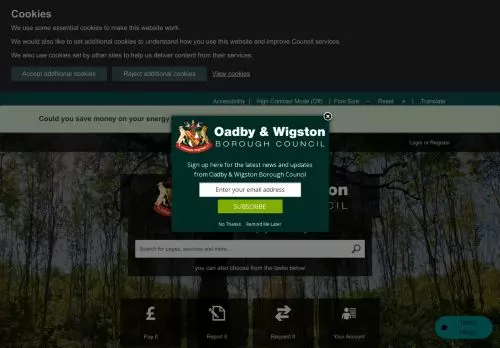 Cookies
We use some essential cookies to make this website work.
We would also like to set additional cookies to understand how you use this website and improve Council services.
We also use cookies set by other sites to help us deliver content from their services.
Accept additional cookies
Reject additional cookies
View cookies
Accessibility | High Contrast Mode (Off) | Font Size: − Reset + | Translate
Could you save money on your energy
Login or Register
Oadby & Wigston
BOROUGH COUNCIL
Sign up here for the latest news and updates
from Oadby & Wigston Borough Council
Enter your email address
SUBSCRIBE
No Thanks
Remind Me Later
Search for pages, services and more...
you can also choose from the tasks below
Pay It
Report It
Request It
Your Account